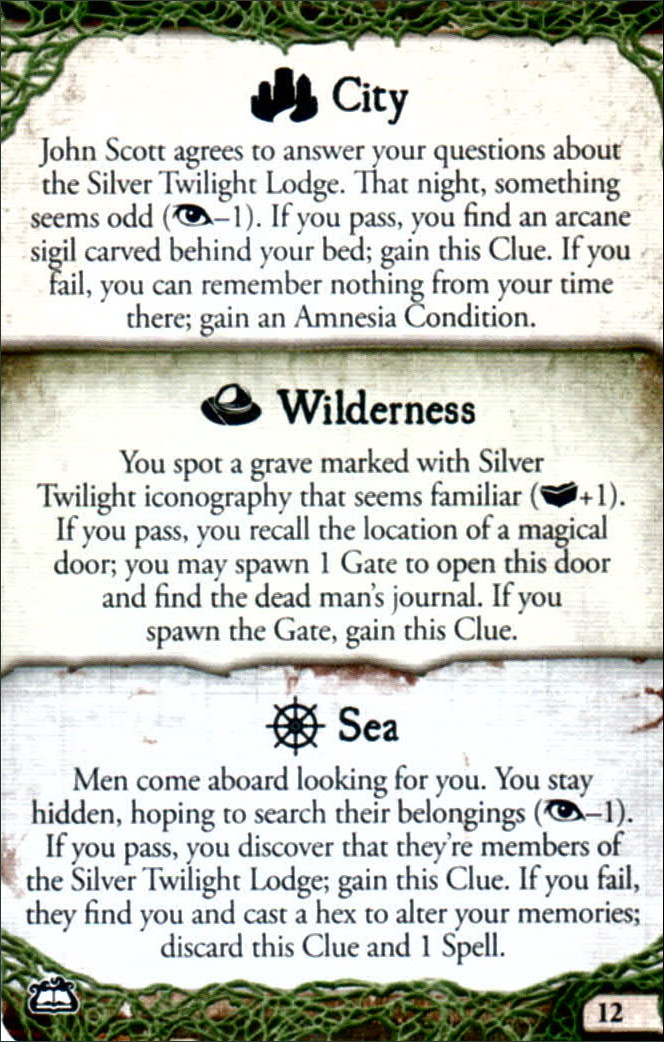 City
John Scott agrees to answer your questions about
the Silver Twilight Lodge. That night, something
seems odd (–1). If you pass, you find an arcane
sigil carved behind your bed; gain this Clue. If you
fail, you can remember nothing from your time
there; gain an Amnesia Condition.
Wilderness
You spot a grave marked with Silver
Twilight iconography that seems familiar (+1).
If you pass, you recall the location of a magical
door; you may spawn 1 Gate to open this door
and find the dead man's journal. If you
spawn the Gate, gain this Clue.
Sea
Men come aboard looking for you. You stay
hidden, hoping to search their belongings (–1).
If you pass, you discover that they're members of
the Silver Twilight Lodge; gain this Clue. If you fail,
they find you and cast a hex to alter your memories;
discard this Clue and 1 Spell.
12